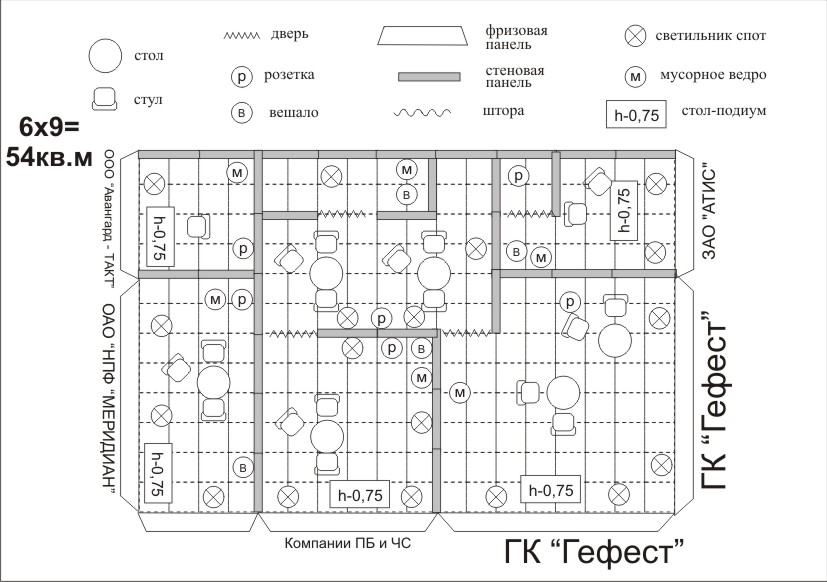 дверь
фризовая
панель
светильник спот
стол
р розетка
стеновая
панель
м мусорное ведро
стул
в вешало
штора
h-0,75 стол-подиум
6х9=
54кв.м
ООО “Авангард - ТАКТ”
ОАО “НПФ “МЕРИДИАН”
ЗАО “АТИС”
ГК “Гефест”
м
м
р
в
h-0,75
h-0,75
р
в
м
м
р
р
р
р
в
м
м
в
h-0,75
h-0,75
h-0,75
Компании ПБ и ЧС
ГК “Гефест”